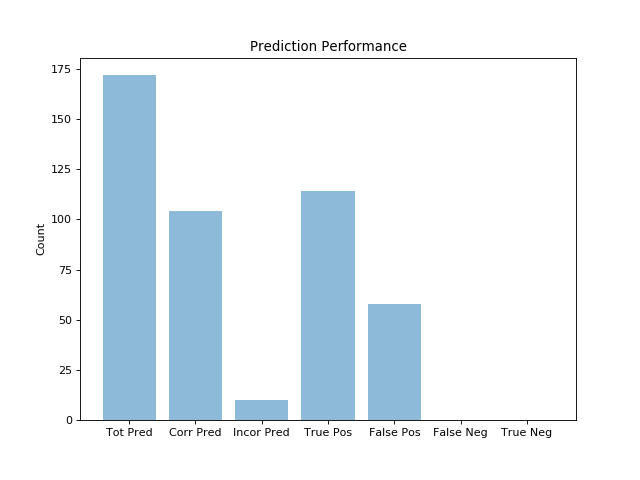 Prediction Performance
175
150
125
100
75
50
25
0
Count
Tot Pred Corr Pred Incor Pred True Pos False Pos False Neg True Neg